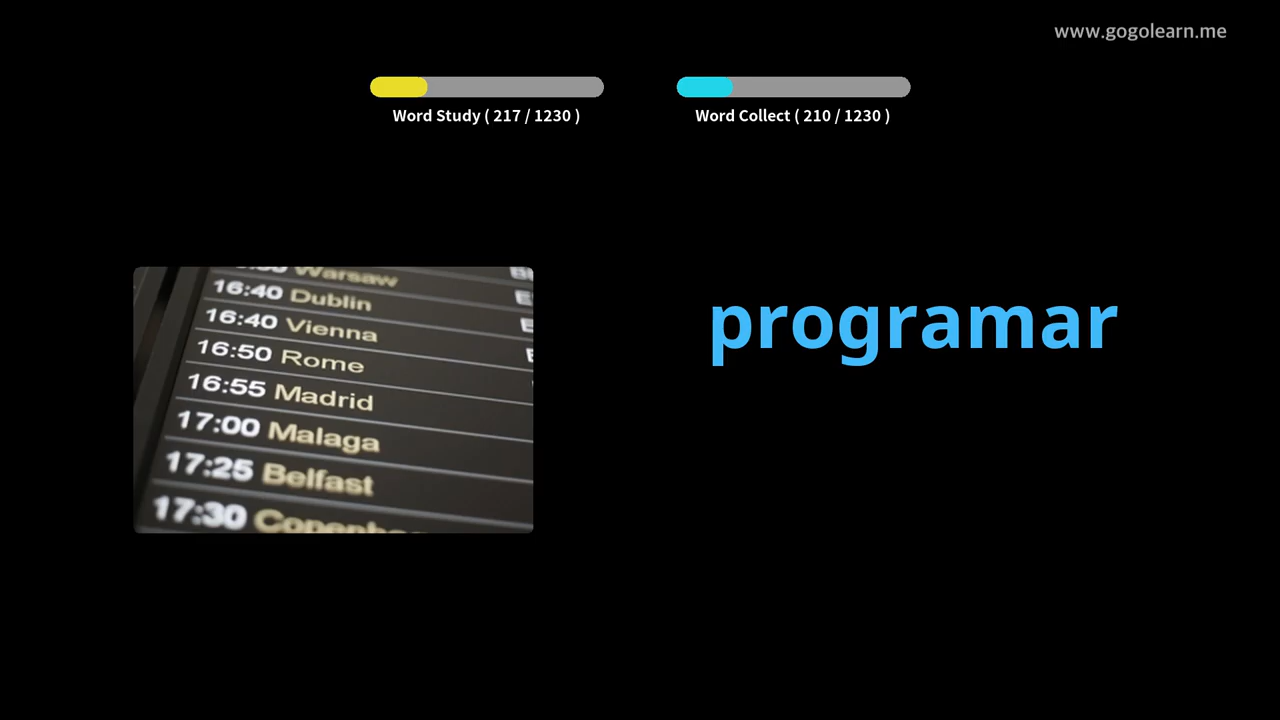 www.gogolearn.me
Word Study ( 217 / 1230 )
Word Collect ( 210 / 1230 )
programar
Warsaw
16:40 Dublin
16:40 Vienna
16:50 Rome
16:55 Madrid
17:00 Malaga
17:25 Belfast
17:30